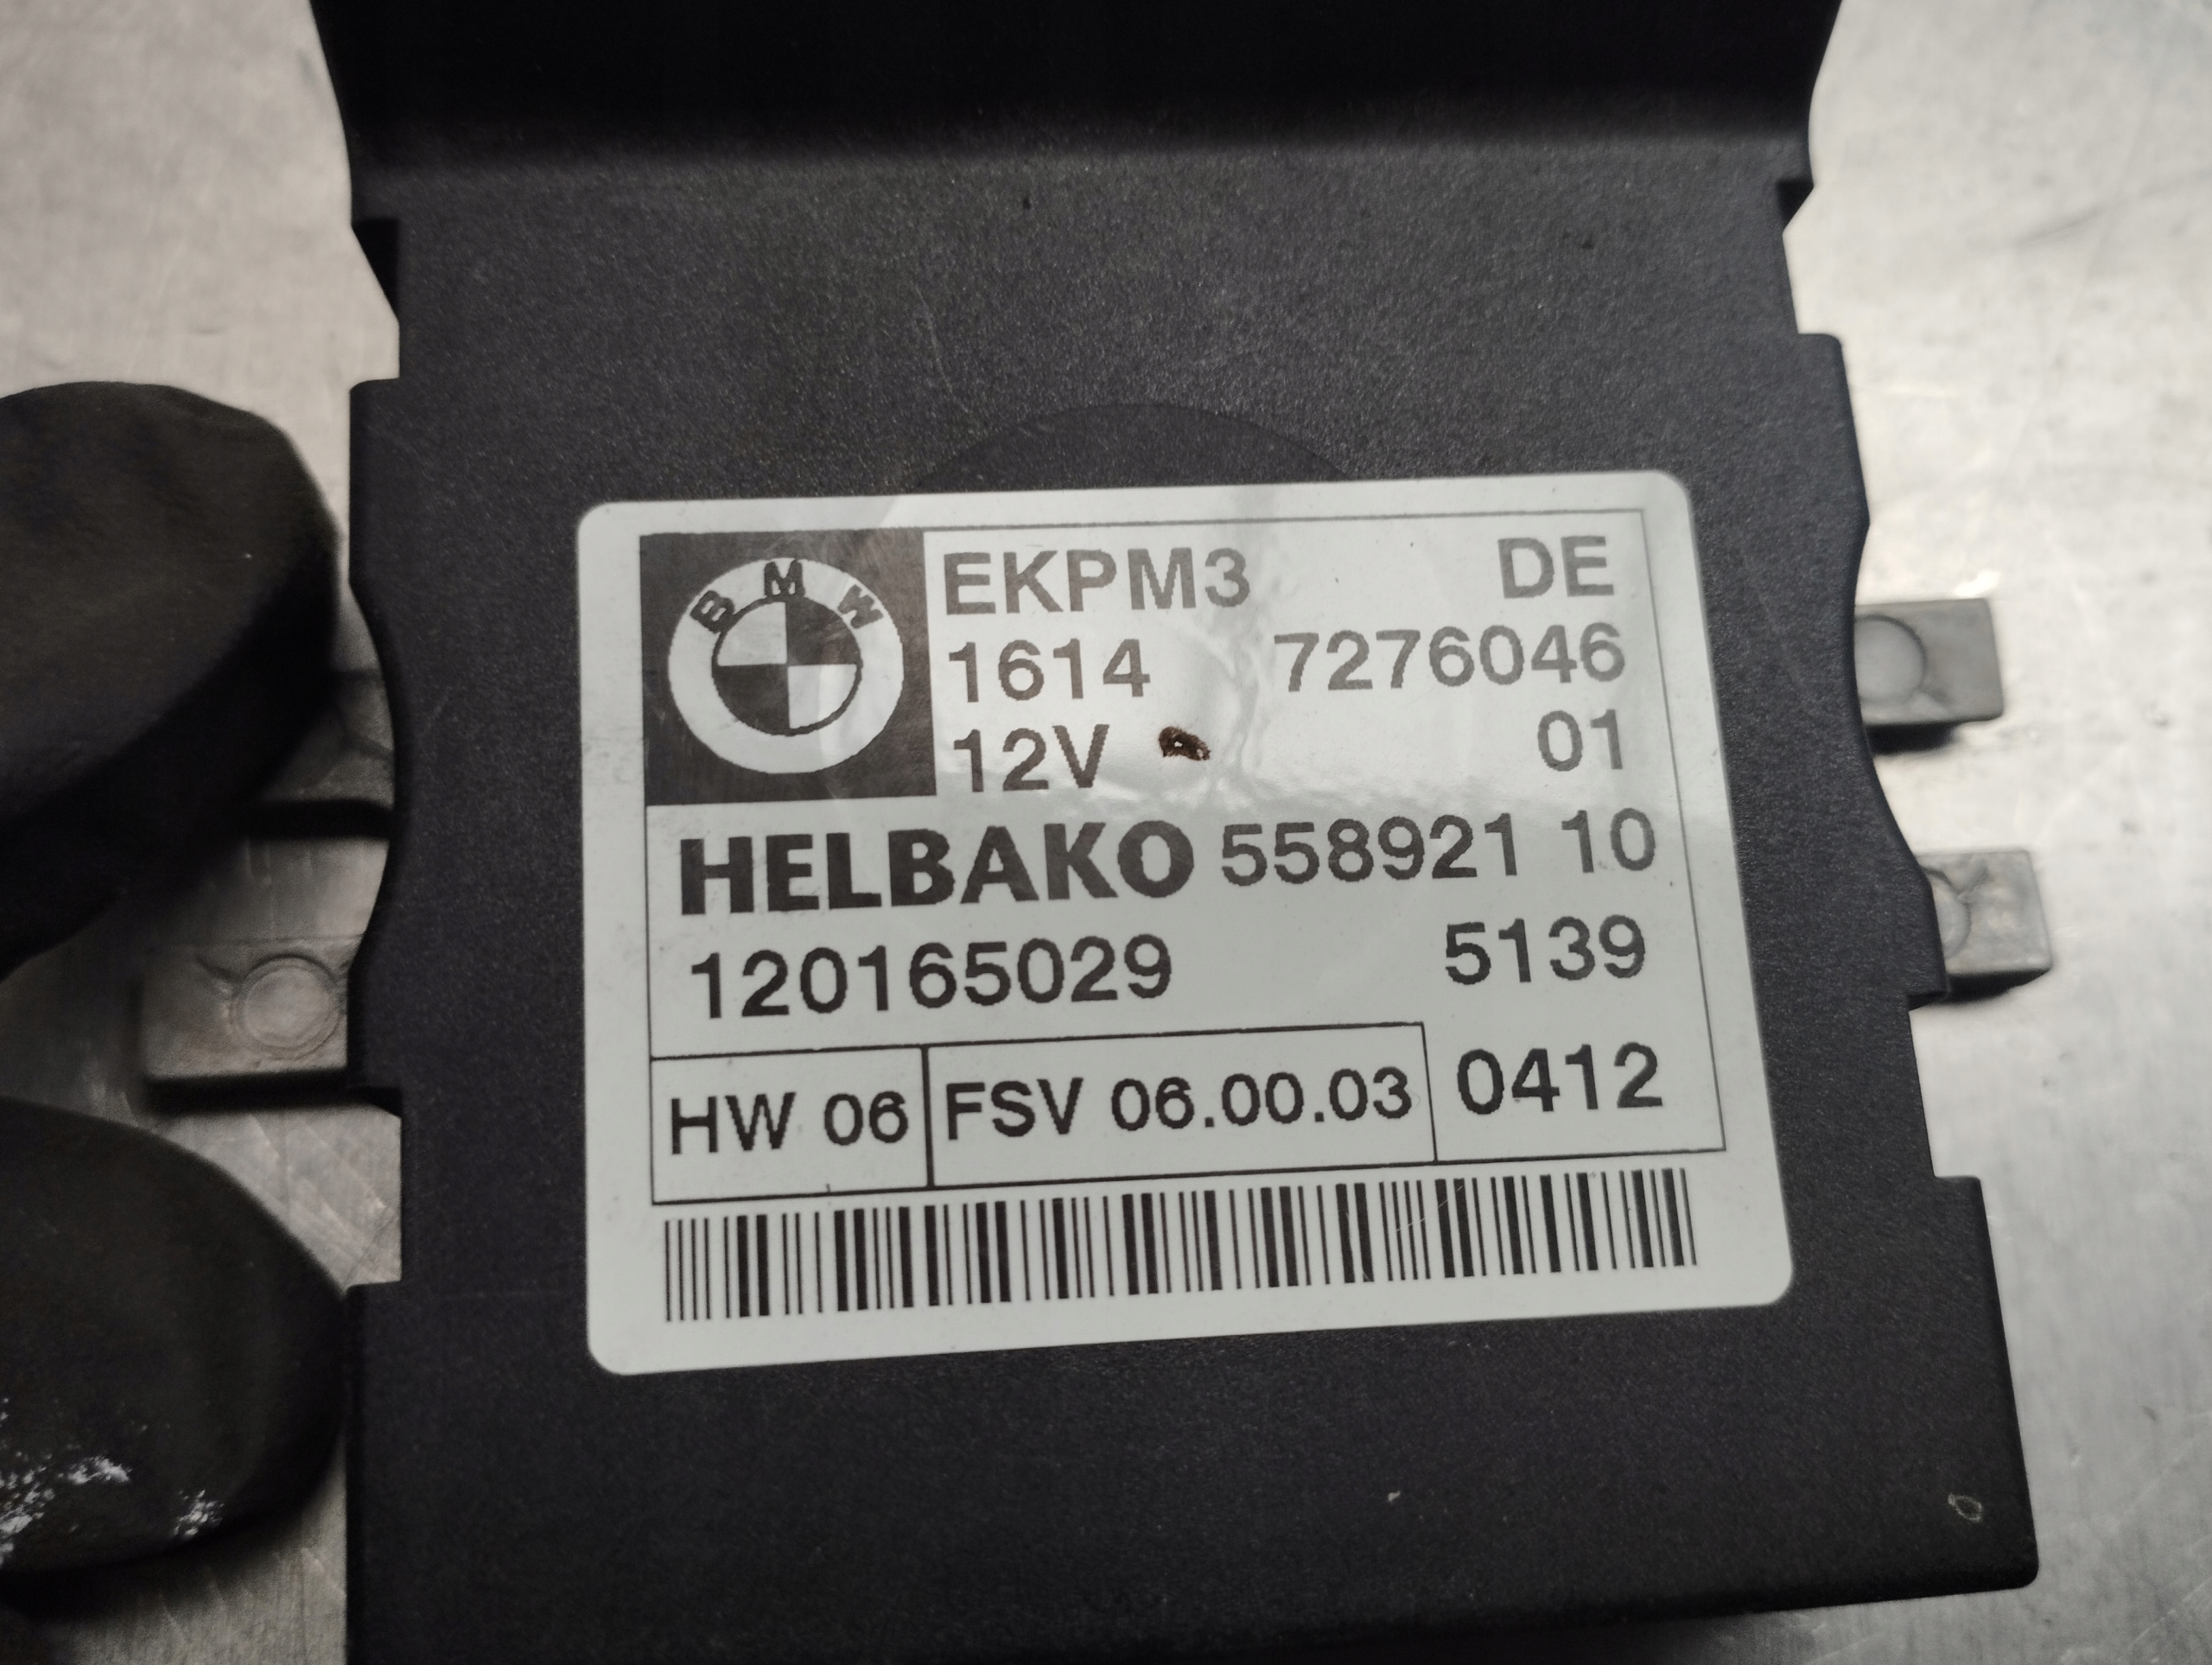 BMW
EKPM3 DE
1614 7276046
12V 01
HELBAKO 558921 10
120165029 5139
HW 06 FSV 06.00.03 0412